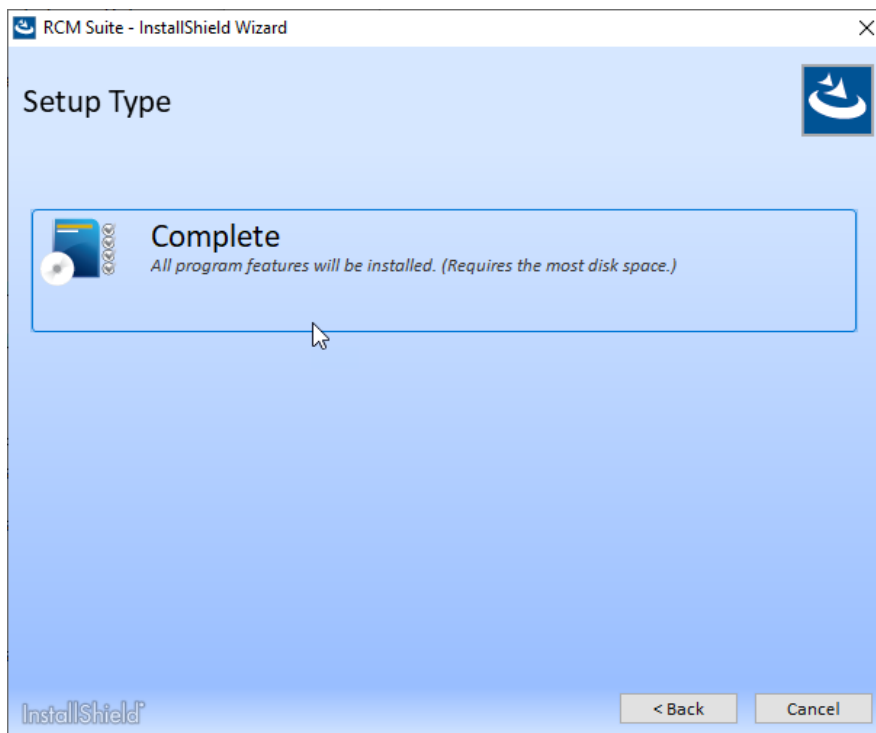 RCM Suite - InstallShield Wizard
Setup Type
Complete
All program features will be installed. (Requires the most disk space.)
InstallShield
< Back
Cancel